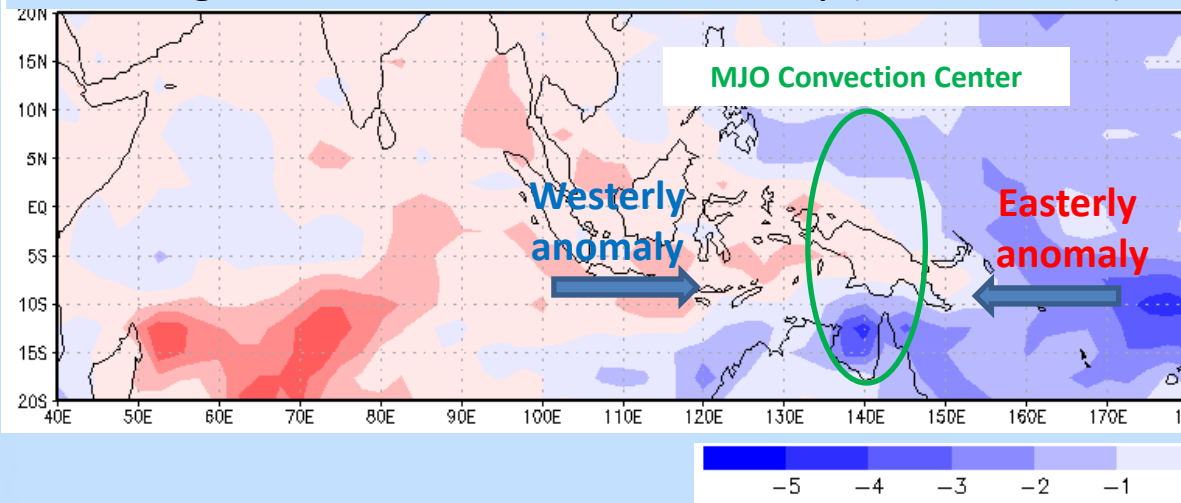 20N
15N
MJO Convection Center
10N
5N
EQ
Westerly
anomaly
Easterly
anomaly
5S
10S
15S
20S
40E 50E 60E 70E 80E 90E 100E 110E 120E 130E 140E 150E 160E 170E
-5 -4 -3 -2 -1